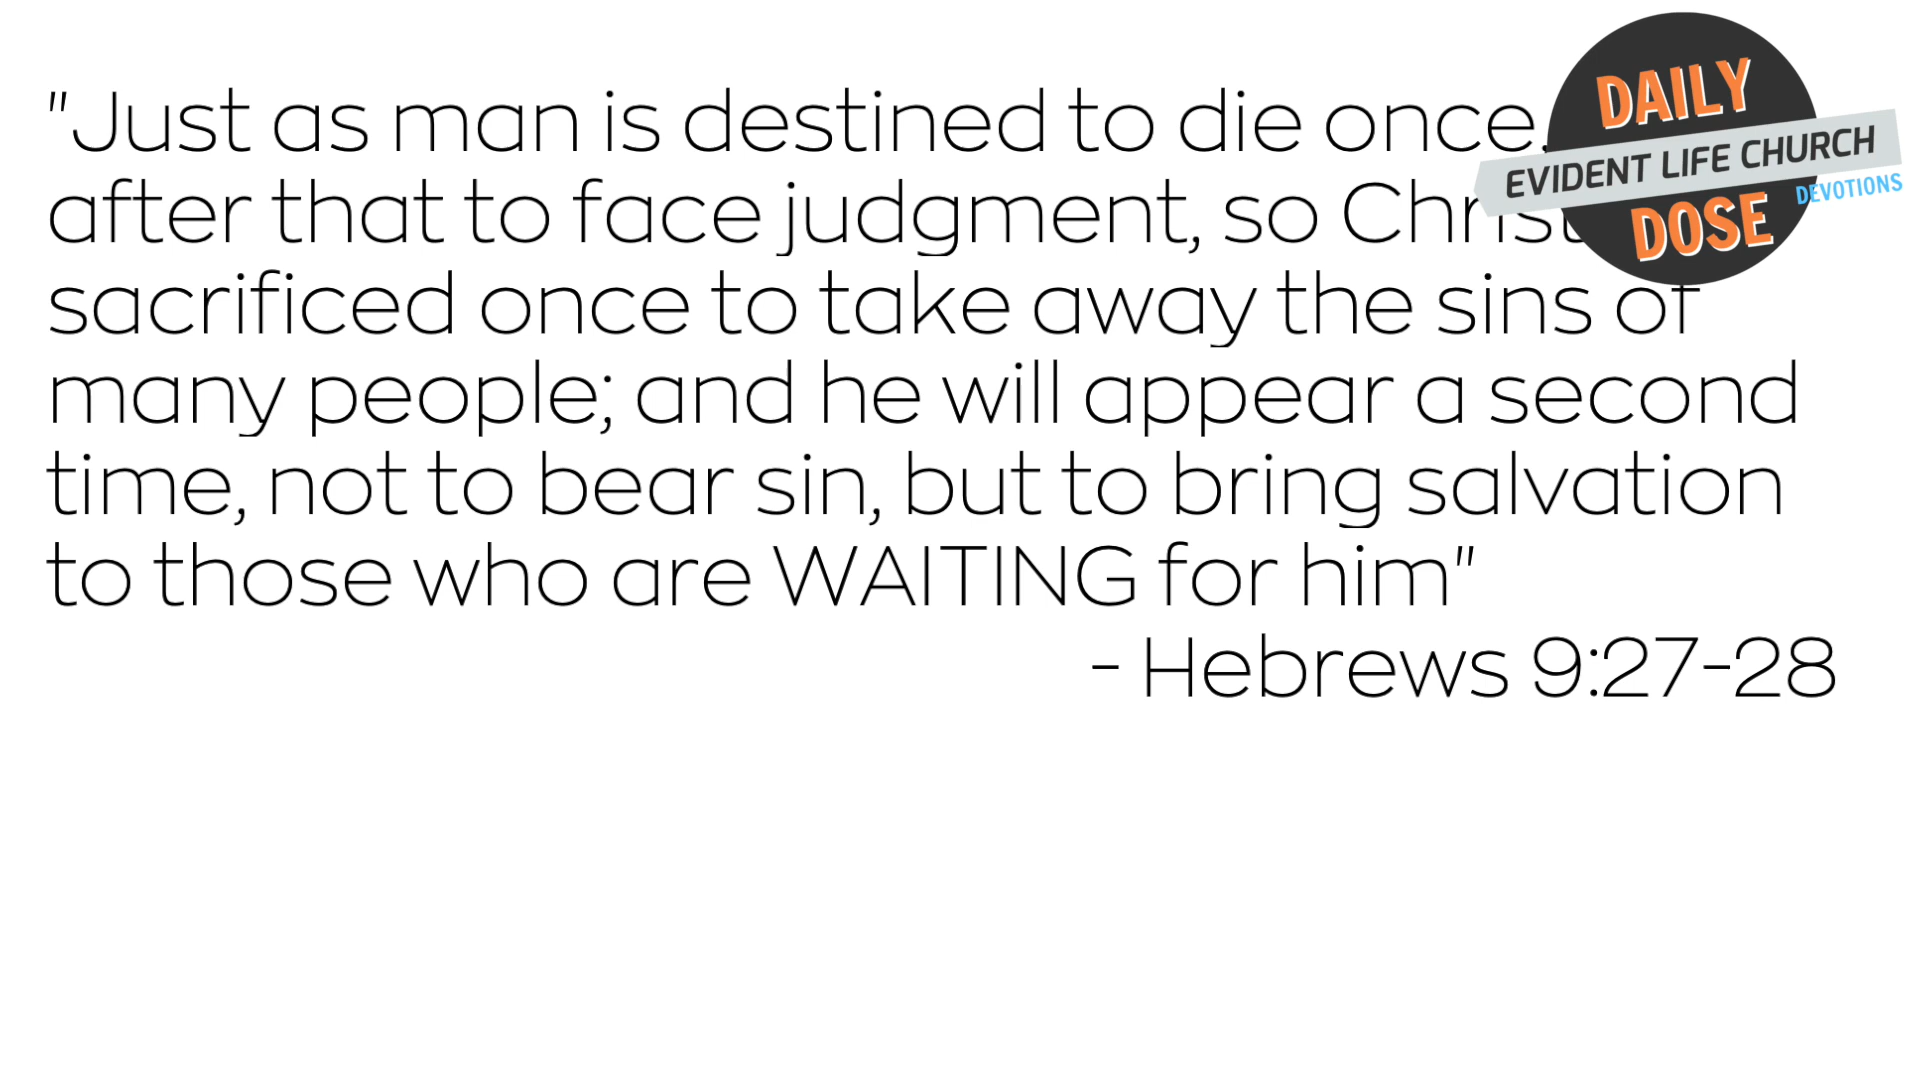 "Just as man is destined to die once,
after that to face judgment, so Christ
sacrificed once to take away the sins of
many people; and he will appear a second
time, not to bear sin, but to bring salvation
to those who are WAITING for him"
- Hebrews 9:27-28
DAILY
EVIDENT LIFE CHURCH
DEVOTIONS
DOSE